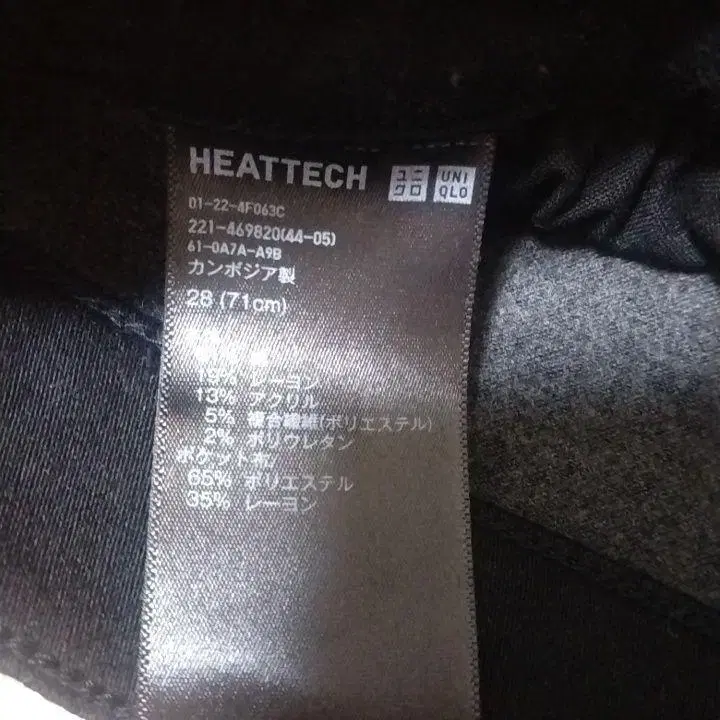 HEATTECH ユニクロ UNIQLO
01-22-4F063C
221-469820(44-05)
61-0A7A-A9B
カンボジア製
28 (71cm)
19% レーヨン
13% アクリル
5% 複合繊維(ポリエステル)
2% ポリウレタン
ポケット布/
65% ポリエステル
35% レーヨン